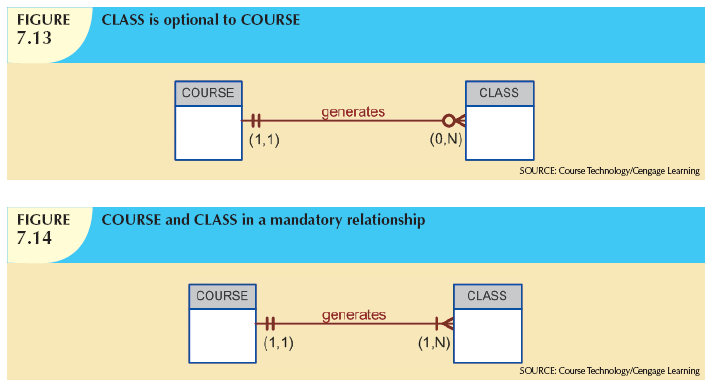 FIGURE
7.13
CLASS is optional to COURSE
COURSE
generates
CLASS
(1,1)
(0,N)
SOURCE: Course Technology/Cengage Learning
FIGURE
7.14
COURSE and CLASS in a mandatory relationship
COURSE
generates
CLASS
(1,1)
(1,N)
SOURCE: Course Technology/Cengage Learning